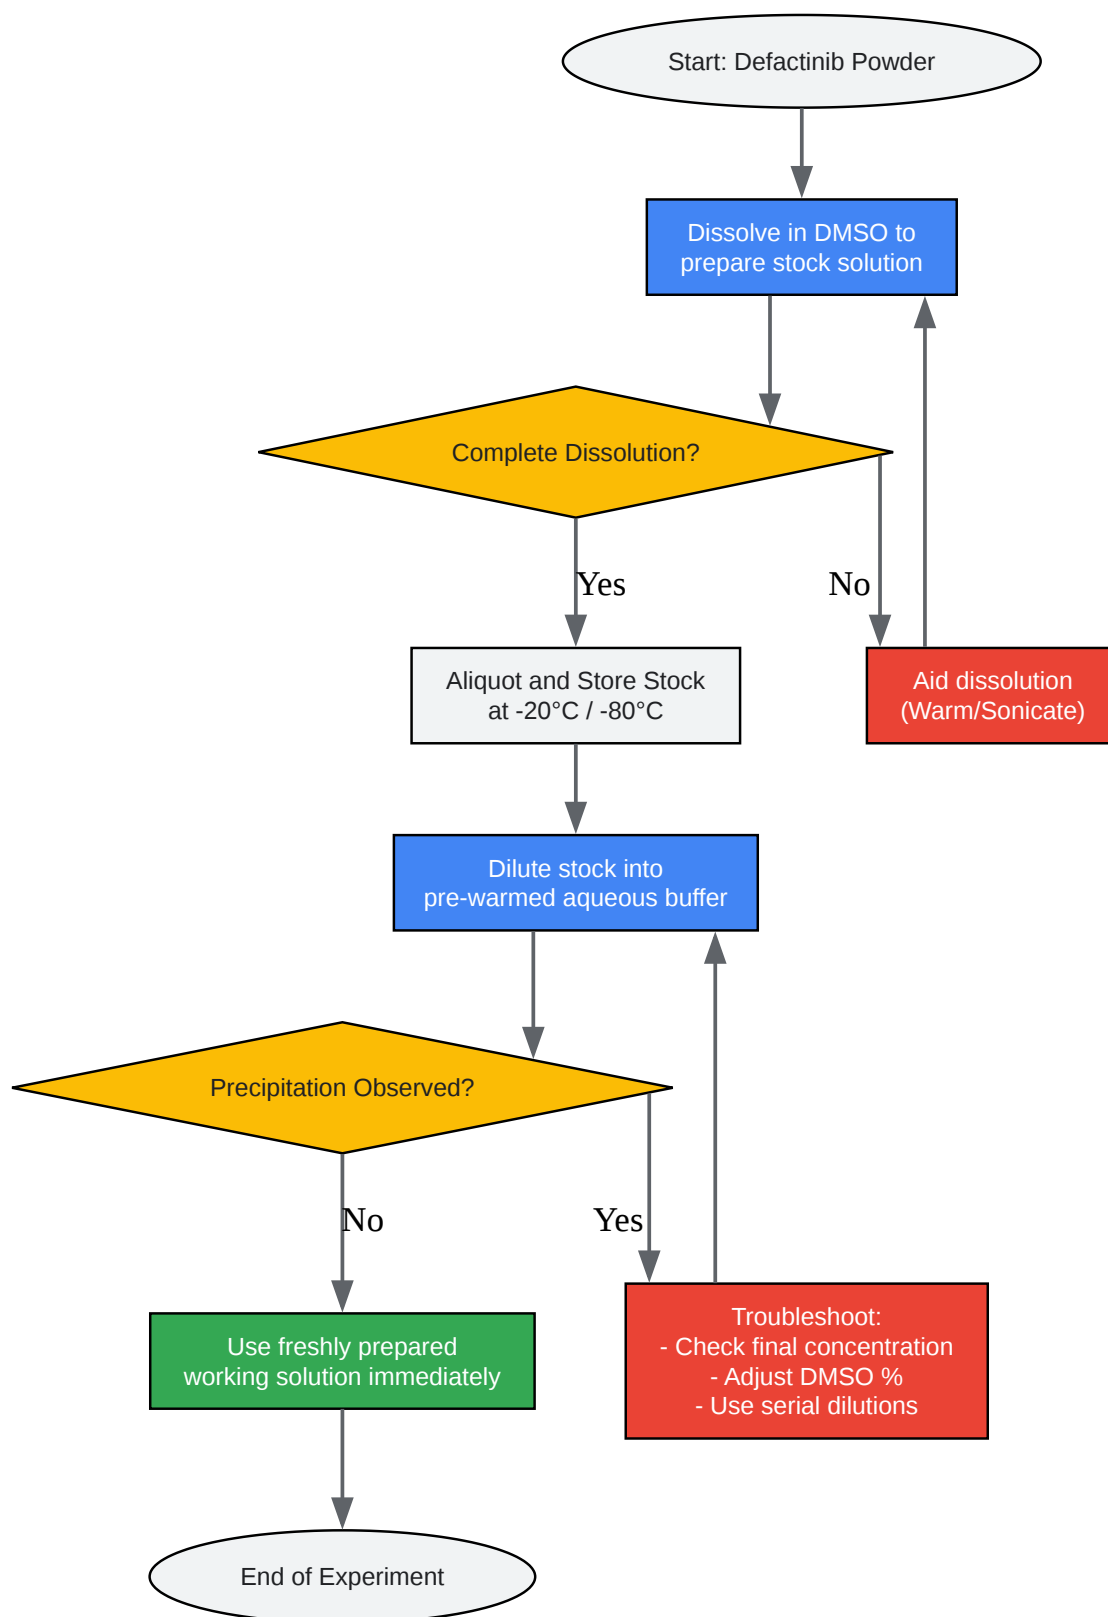 Start: Defactinib Powder
Dissolve in DMSO to
prepare stock solution
Complete Dissolution?
Yes
No
Aliquot and Store Stock
at -20°C / -80°C
Aid dissolution
(Warm/Sonicate)
Dilute stock into
pre-warmed aqueous buffer
Precipitation Observed?
No
Yes
Use freshly prepared
working solution immediately
Troubleshoot:
- Check final concentration
- Adjust DMSO %
- Use serial dilutions
End of Experiment